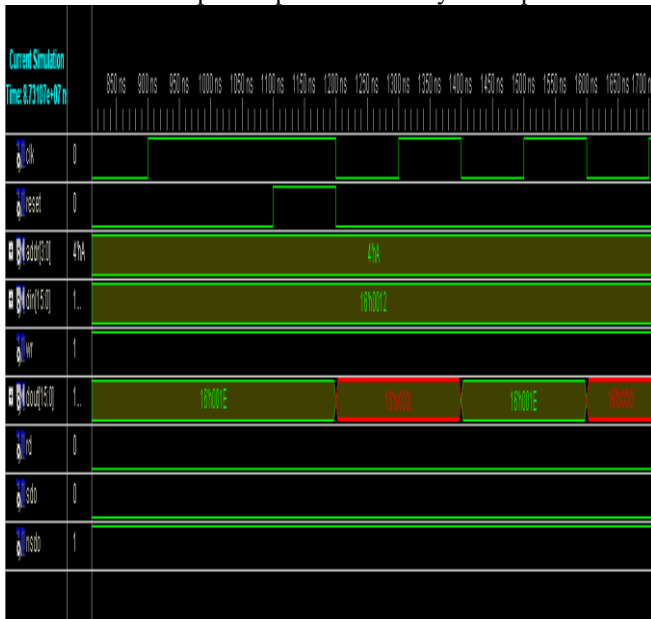 Current Simulation
Time: 8.73107e+07 n
850 ns 900 ns 950 ns 1000 ns 1050 ns 1100 ns 1150 ns 1200 ns 1250 ns 1300 ns 1350 ns 1400 ns 1450 ns 1500 ns 1550 ns 1600 ns 1650 ns 1700 n
clk 0
reset 0
addr[3:0] 4'hA 4'hA
din[15:0] 1... 16'h0012
wr 1
dout[15:0] 1... 16'h001E 16'h001E
rd 0
sdo 0
nsdo 1